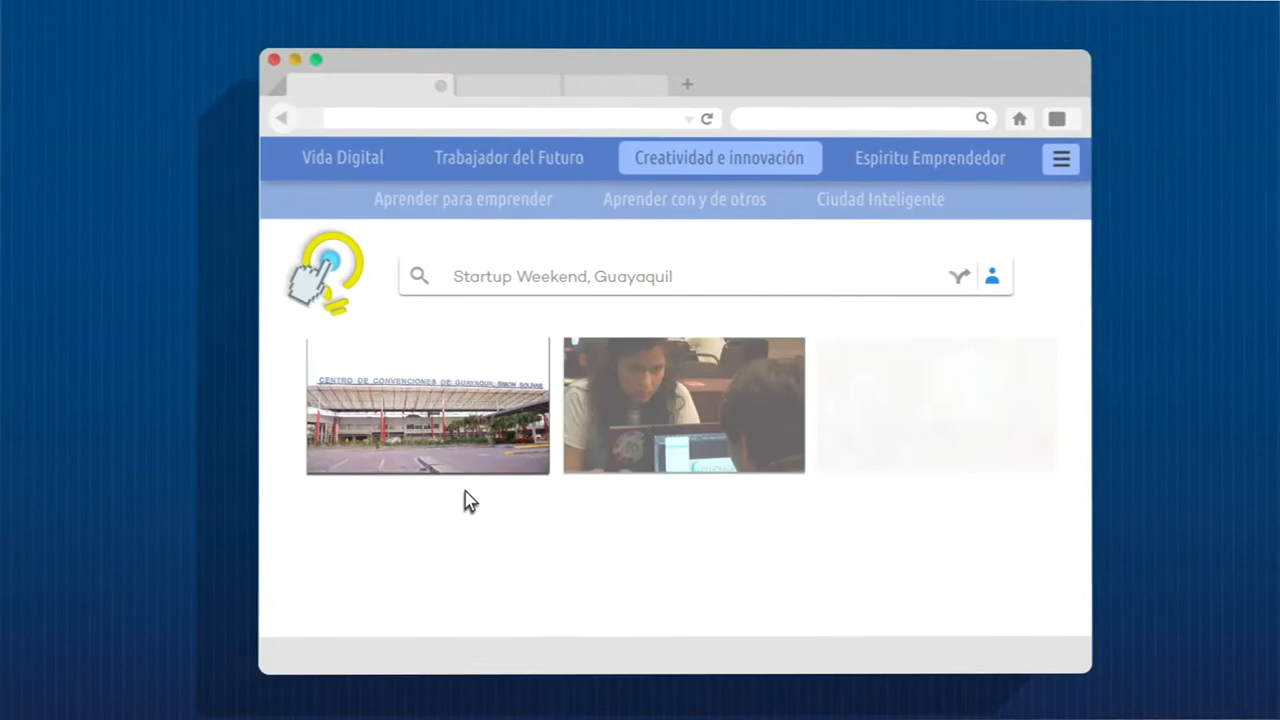 Vida Digital
Trabajador del Futuro
Creatividad e innovación
Espiritu Emprendedor
Aprender para emprender
Aprender con y de otros
Ciudad Inteligente
Startup Weekend, Guayaquil
CENTRO DE CONVENCIONES DE GUAYAQUIL SIMON BOLIVAR